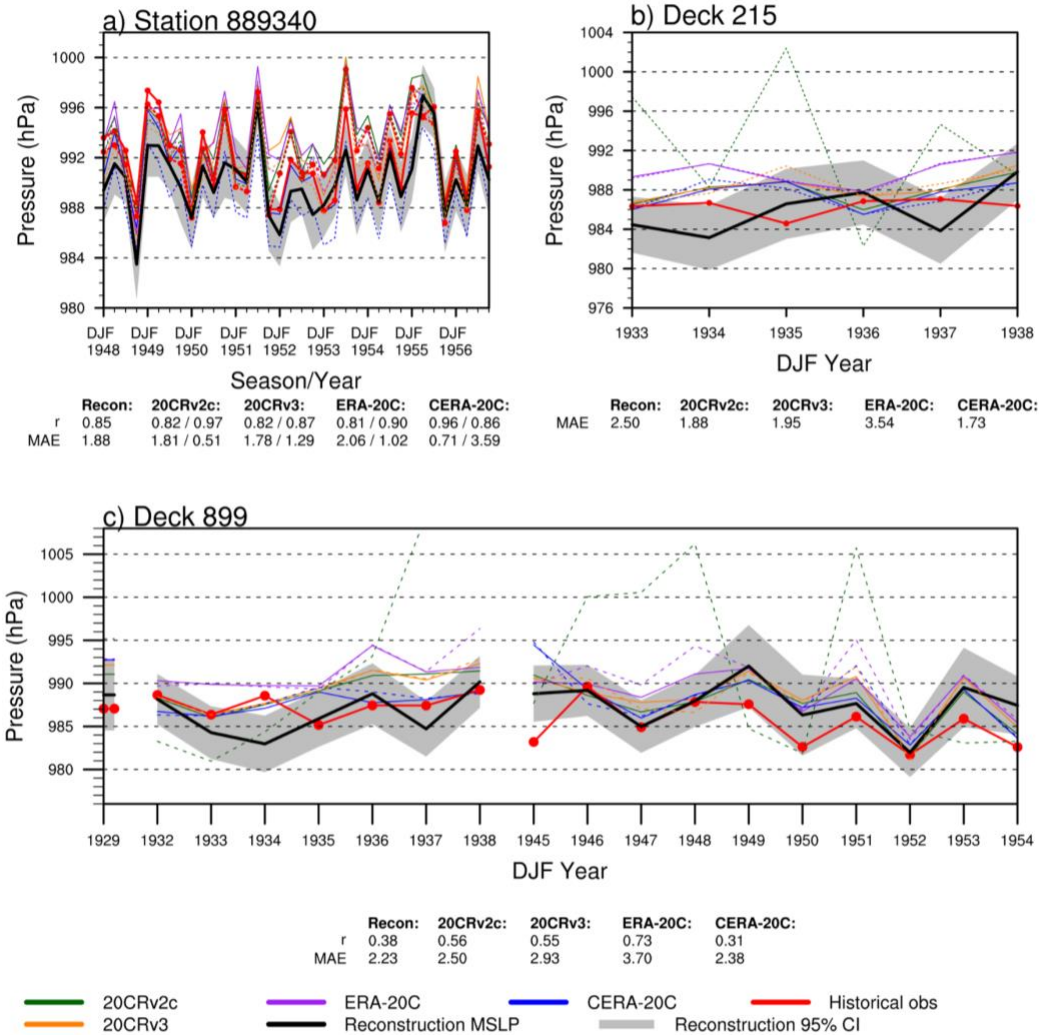 a) Station 889340
b) Deck 215
1000
996
992
988
984
980
Pressure (hPa)
DJF DJF DJF DJF DJF DJF DJF DJF DJF
1948 1949 1950 1951 1952 1953 1954 1955 1956
Season/Year
Recon: 20CRv2c: 20CRv3: ERA-20C: CERA-20C:
r 0.85 0.82 / 0.97 0.82 / 0.87 0.81 / 0.90 0.96 / 0.86
MAE 1.88 1.81 / 0.51 1.78 / 1.29 2.06 / 1.02 0.71 / 3.59
1004
1000
996
992
988
984
980
976
Pressure (hPa)
1933 1934 1935 1936 1937 1938
DJF Year
Recon: 20CRv2c: 20CRv3: ERA-20C: CERA-20C:
MAE 2.50 1.88 1.95 3.54 1.73
c) Deck 899
1005
1000
995
990
985
980
Pressure (hPa)
1929 1932 1933 1934 1935 1936 1937 1938 1945 1946 1947 1948 1949 1950 1951 1952 1953 1954
DJF Year
Recon: 20CRv2c: 20CRv3: ERA-20C: CERA-20C:
r 0.38 0.56 0.55 0.73 0.31
MAE 2.23 2.50 2.93 3.70 2.38
20CRv2c ERA-20C CERA-20C Historical obs
20CRv3 Reconstruction MSLP Reconstruction 95% CI